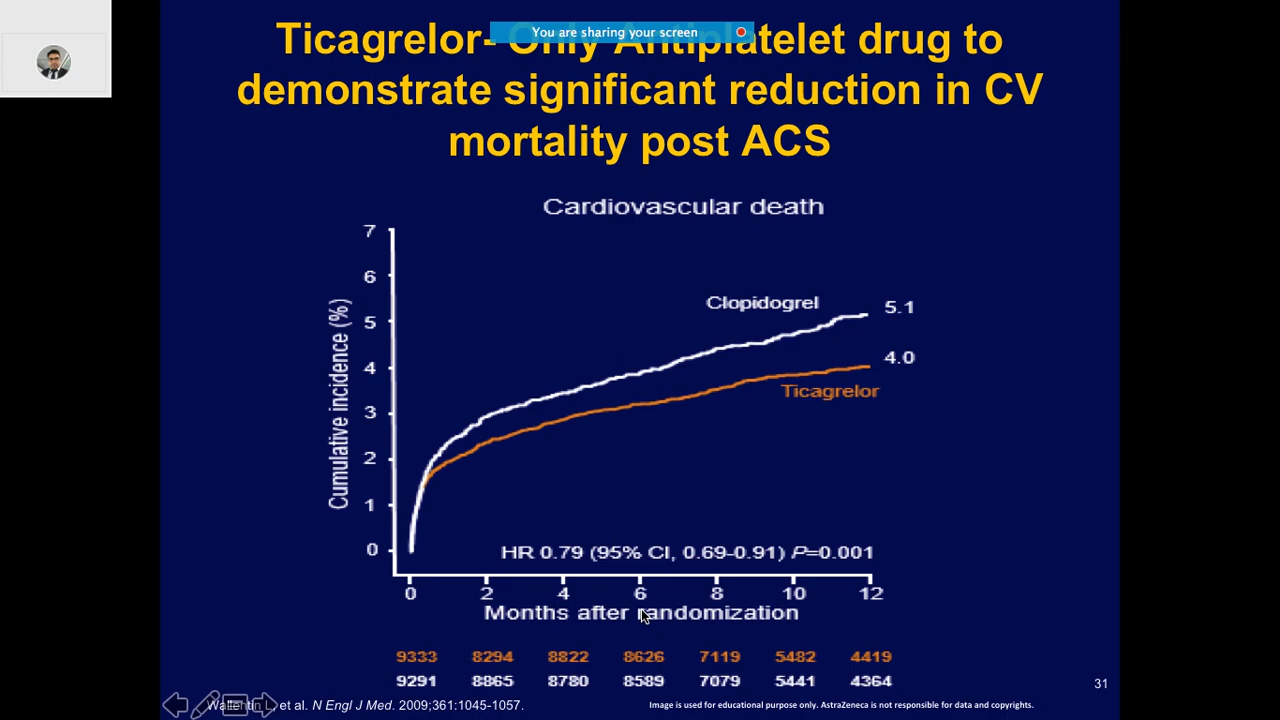 You are sharing your screen
Ticagrelor- Only Antiplatelet drug to
demonstrate significant reduction in CV
mortality post ACS
Cardiovascular death
Cumulative incidence (%)
7
6
5
4
3
2
1
0
Clopidogrel
5.1
4.0
Ticagrelor
HR 0.79 (95% CI, 0.69-0.91) P=0.001
0 2 4 6 8 10 12
Months after randomization
9333 8294 8822 8626 7119 5482 4419
9291 8865 8780 8589 7079 5441 4364
31
Wallentin L, et al. N Engl J Med. 2009;361:1045-1057.
Image is used for educational purpose only. AstraZeneca is not responsible for data and copyrights.